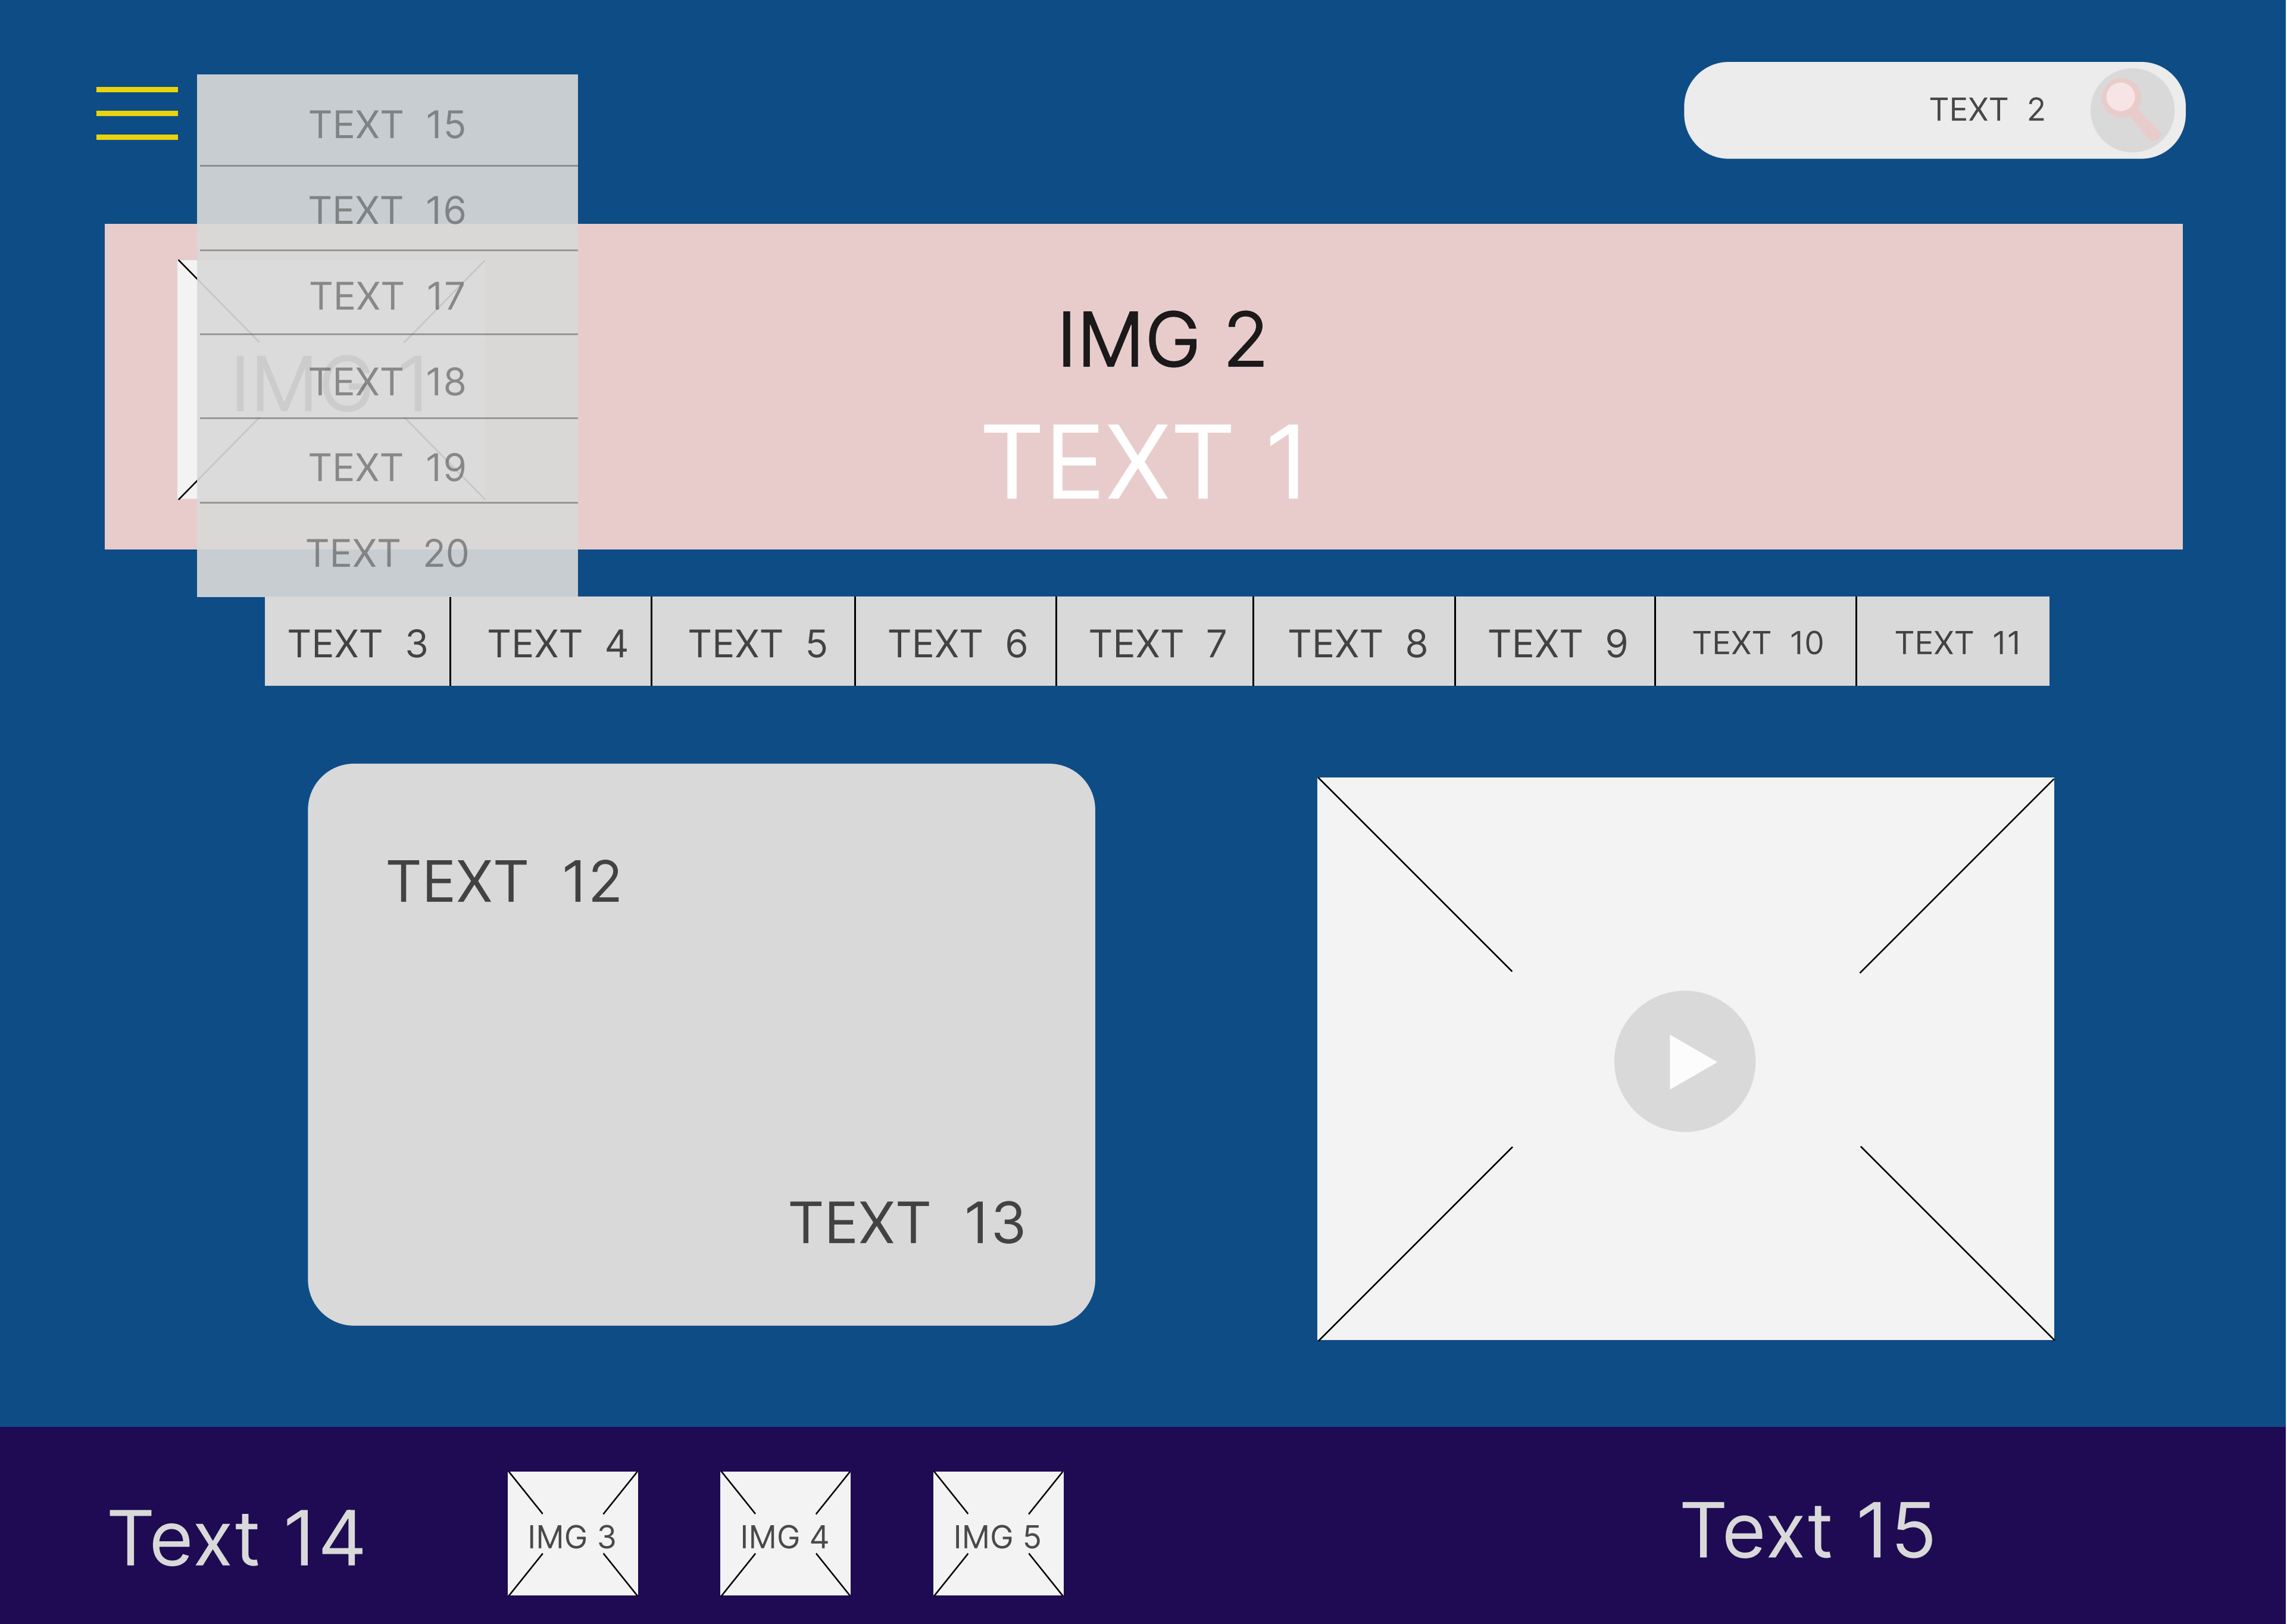 TEXT 15
TEXT 2
TEXT 16
TEXT 17
IMG 2
IMG 1
TEXT 18
TEXT 1
TEXT 19
TEXT 20
TEXT 3 TEXT 4 TEXT 5 TEXT 6 TEXT 7 TEXT 8 TEXT 9 TEXT 10 TEXT 11
TEXT 12
TEXT 13
Text 14
IMG 3
IMG 4
IMG 5
Text 15